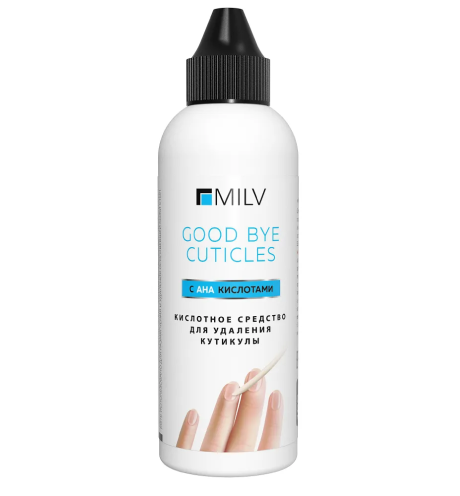 MILV
GOOD BYE
CUTICLES
С АНА КИСЛОТАМИ
КИСЛОТНОЕ СРЕДСТВО
ДЛЯ УДАЛЕНИЯ
КУТИКУЛЫ